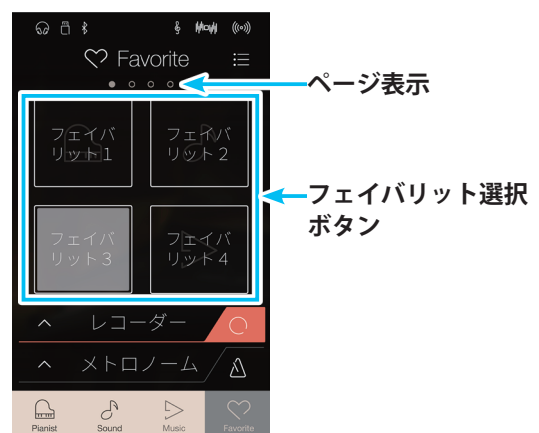 Favorite
ページ表示
フェイバ
リット１
フェイバ
リット２
フェイバリット選択
ボタン
フェイバ
リット３
フェイバ
リット４
レコーダー
メトロノーム
Pianist
Sound
Music
Favorite